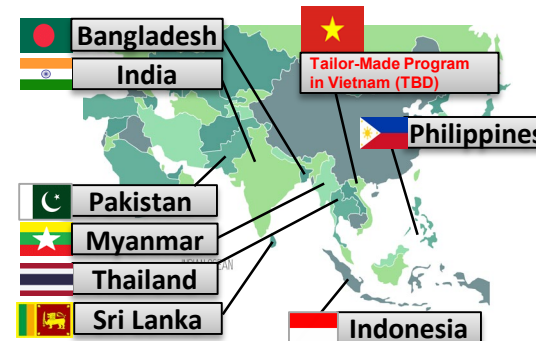 Bangladesh
India
Tailor-Made Program
in Vietnam (TBD)
Philippines
Pakistan
Myanmar
Thailand
Sri Lanka
Indonesia